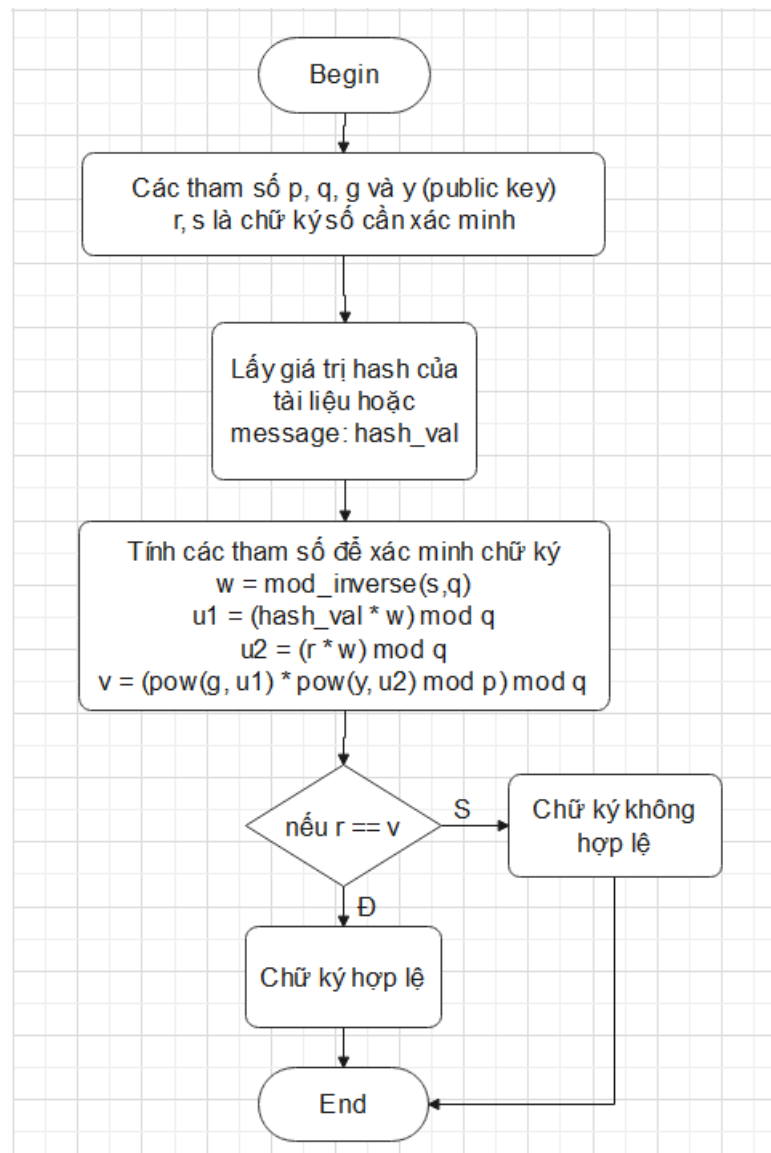 Begin
Các tham số p, q, g và y (public key)
r, s là chữ ký số cần xác minh
Lấy giá trị hash của
tài liệu hoặc
message: hash_val
Tính các tham số để xác minh chữ ký
w = mod_inverse(s,q)
u1 = (hash_val * w) mod q
u2 = (r * w) mod q
v = (pow(g, u1) * pow(y, u2) mod p) mod q
nếu r == v
S
Chữ ký không
hợp lệ
Đ
Chữ ký hợp lệ
End